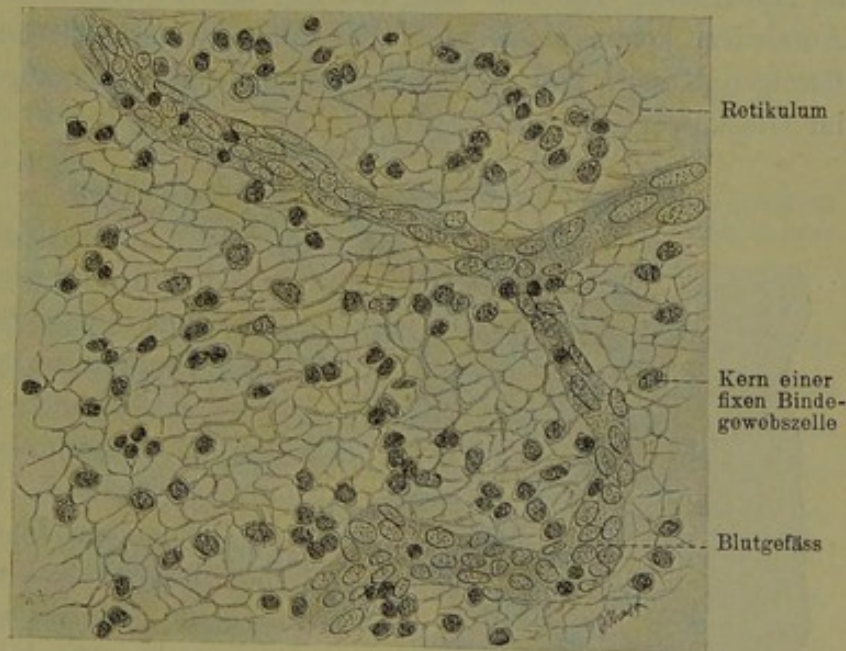 Retikulum
Kern einer
fixen Binde-
gewebszelle
Blutgefäss